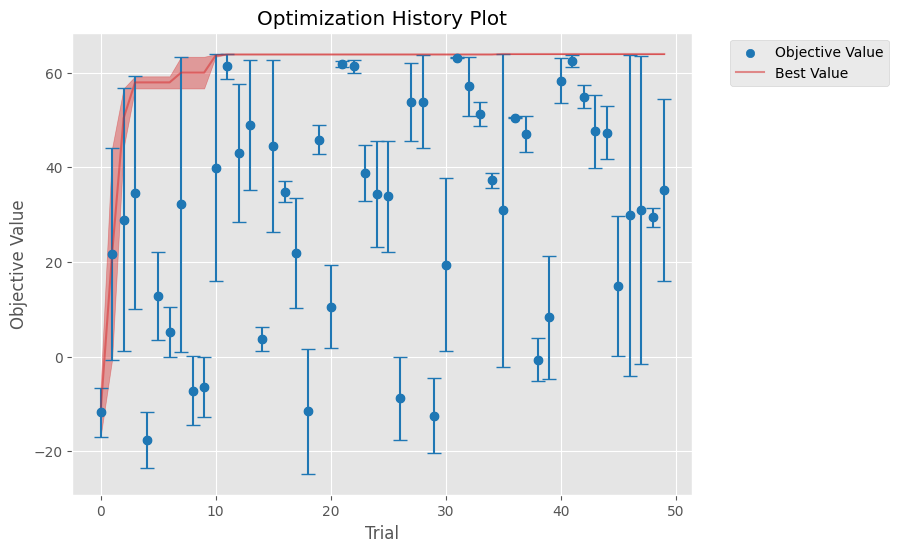 Optimization History Plot
Objective Value
Best Value
Objective Value
60
40
20
0
−20
0 10 20 30 40 50
Trial